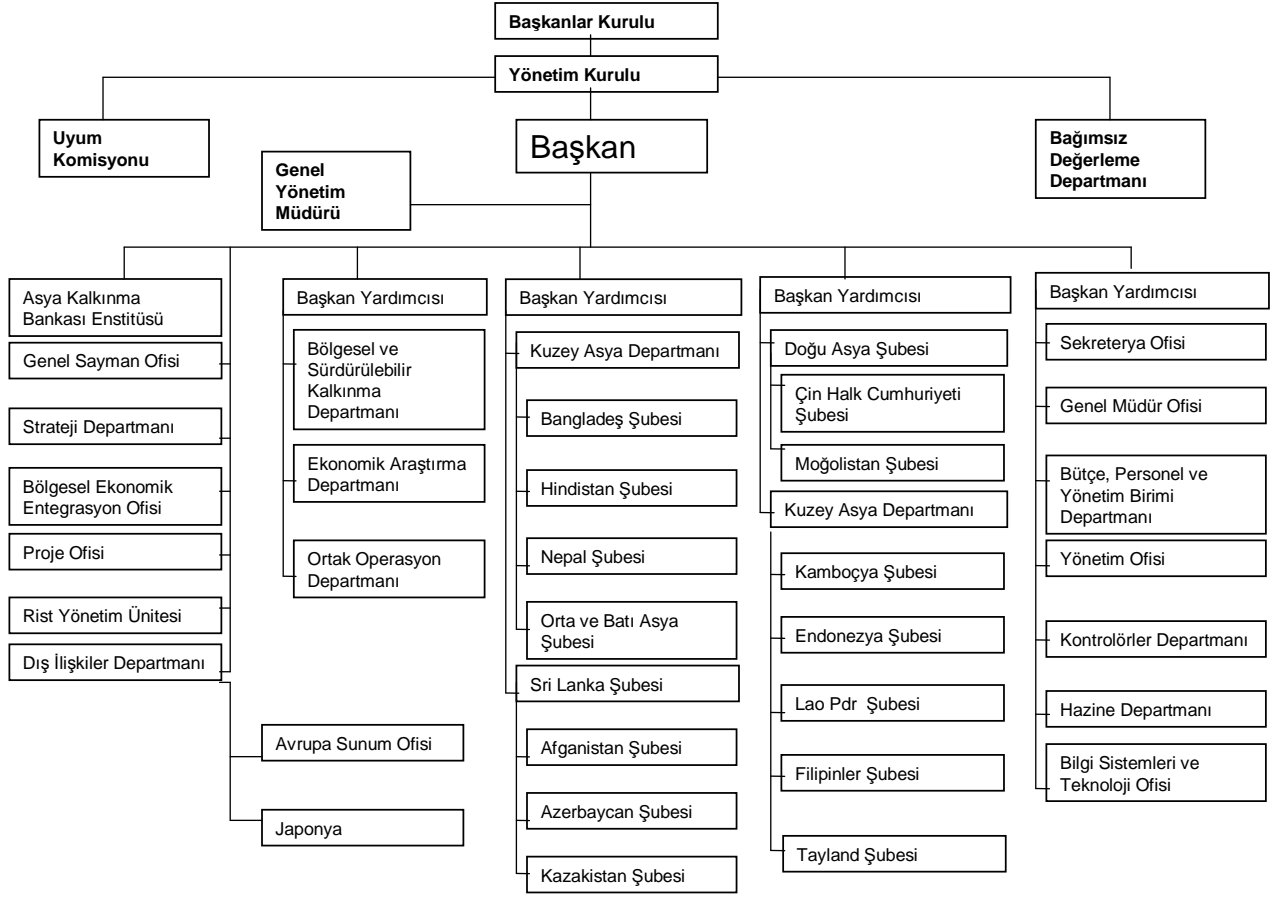 Başkanlar Kurulu
Yönetim Kurulu
Uyum
Komisyonu
Başkan
Bağımsız
Değerleme
Departmanı
Genel
Yönetim
Müdürü
Asya Kalkınma
Bankası Enstitüsü
Genel Sayman Ofisi
Strateji Departmanı
Bölgesel Ekonomik
Entegrasyon Ofisi
Proje Ofisi
Rist Yönetim Ünitesi
Dış İlişkiler Departmanı
Avrupa Sunum Ofisi
Japonya
Başkan Yardımcısı
Bölgesel ve
Sürdürülebilir
Kalkınma
Departmanı
Ekonomik Araştırma
Departmanı
Ortak Operasyon
Departmanı
Başkan Yardımcısı
Kuzey Asya Departmanı
Bangladeş Şubesi
Hindistan Şubesi
Nepal Şubesi
Orta ve Batı Asya
Şubesi
Sri Lanka Şubesi
Afganistan Şubesi
Azerbaycan Şubesi
Kazakistan Şubesi
Başkan Yardımcısı
Doğu Asya Şubesi
Çin Halk Cumhuriyeti
Şubesi
Moğolistan Şubesi
Kuzey Asya Departmanı
Kamboçya Şubesi
Endonezya Şubesi
Lao Pdr Şubesi
Filipinler Şubesi
Tayland Şubesi
Başkan Yardımcısı
Sekreterya Ofisi
Genel Müdür Ofisi
Bütçe, Personel ve
Yönetim Birimi
Departmanı
Yönetim Ofisi
Kontrolörler Departmanı
Hazine Departmanı
Bilgi Sistemleri ve
Teknoloji Ofisi